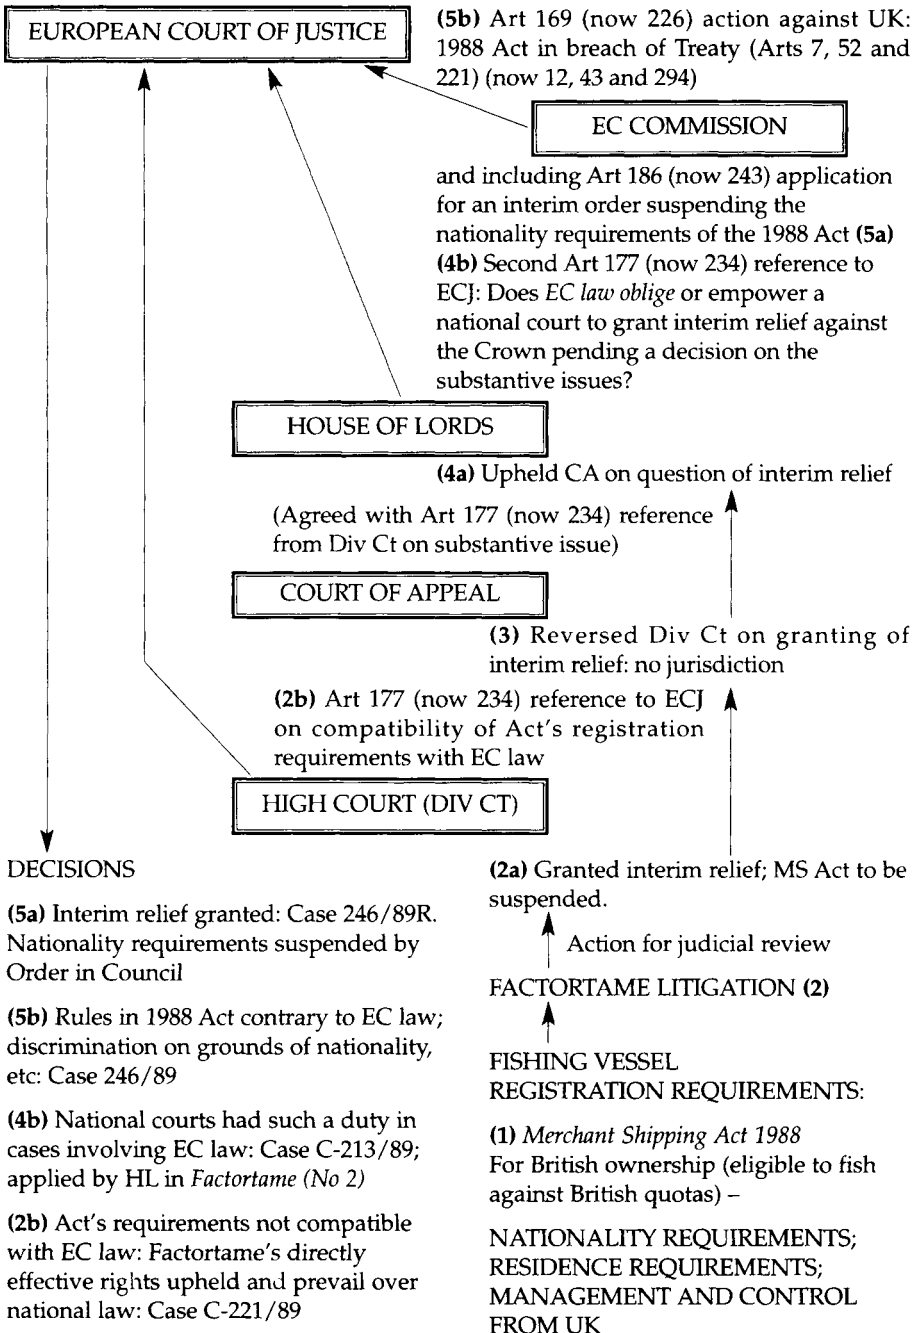 EUROPEAN COURT OF JUSTICE
(5b) Art 169 (now 226) action against UK:
1988 Act in breach of Treaty (Arts 7, 52 and
221) (now 12, 43 and 294)
EC COMMISSION
and including Art 186 (now 243) application
for an interim order suspending the
nationality requirements of the 1988 Act (5a)
(4b) Second Art 177 (now 234) reference to
ECJ: Does EC law oblige or empower a
national court to grant interim relief against
the Crown pending a decision on the
substantive issues?
HOUSE OF LORDS
(4a) Upheld CA on question of interim relief
(Agreed with Art 177 (now 234) reference
from Div Ct on substantive issue)
COURT OF APPEAL
(3) Reversed Div Ct on granting of
interim relief: no jurisdiction
(2b) Art 177 (now 234) reference to ECJ
on compatibility of Act's registration
requirements with EC law
HIGH COURT (DIV CT)
DECISIONS
(5a) Interim relief granted: Case 246/89R.
Nationality requirements suspended by
Order in Council
(5b) Rules in 1988 Act contrary to EC law;
discrimination on grounds of nationality,
etc: Case 246/89
(4b) National courts had such a duty in
cases involving EC law: Case C-213/89;
applied by HL in Factortame (No 2)
(2b) Act's requirements not compatible
with EC law: Factortame's directly
effective rights upheld and prevail over
national law: Case C-221/89
(2a) Granted interim relief; MS Act to be
suspended.
Action for judicial review
FACTORTAME LITIGATION (2)
FISHING VESSEL
REGISTRATION REQUIREMENTS:
(1) Merchant Shipping Act 1988
For British ownership (eligible to fish
against British quotas) –
NATIONALITY REQUIREMENTS;
RESIDENCE REQUIREMENTS;
MANAGEMENT AND CONTROL
FROM UK